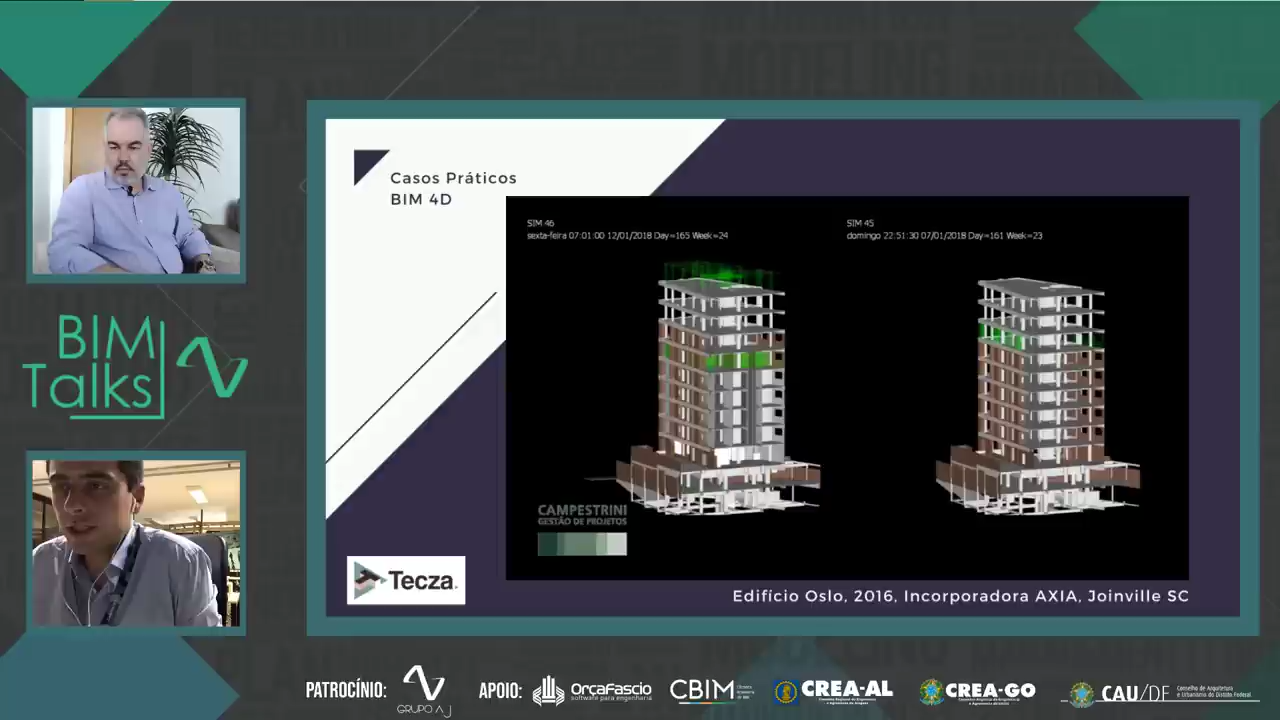 Casos Práticos
BIM 4D
SIM 46
sexta-feira 07:01:00 12/01/2018 Day=165 Week=24
SIM 45
domingo 22:51:30 07/01/2018 Day=161 Week=23
CAMPESTRINI
GESTÃO DE PROJETOS
BIM
Talks
Tecza
Edifício Oslo, 2016, Incorporadora AXIA, Joinville SC
PATROCÍNIO:
GRUPO AJ
APOIO:
OrçaFascio
software para engenharia
CBIM
CREA-AL
CREA-GO
CAU/DF
Conselho de Arquitetura
e Urbanismo do Distrito Federal